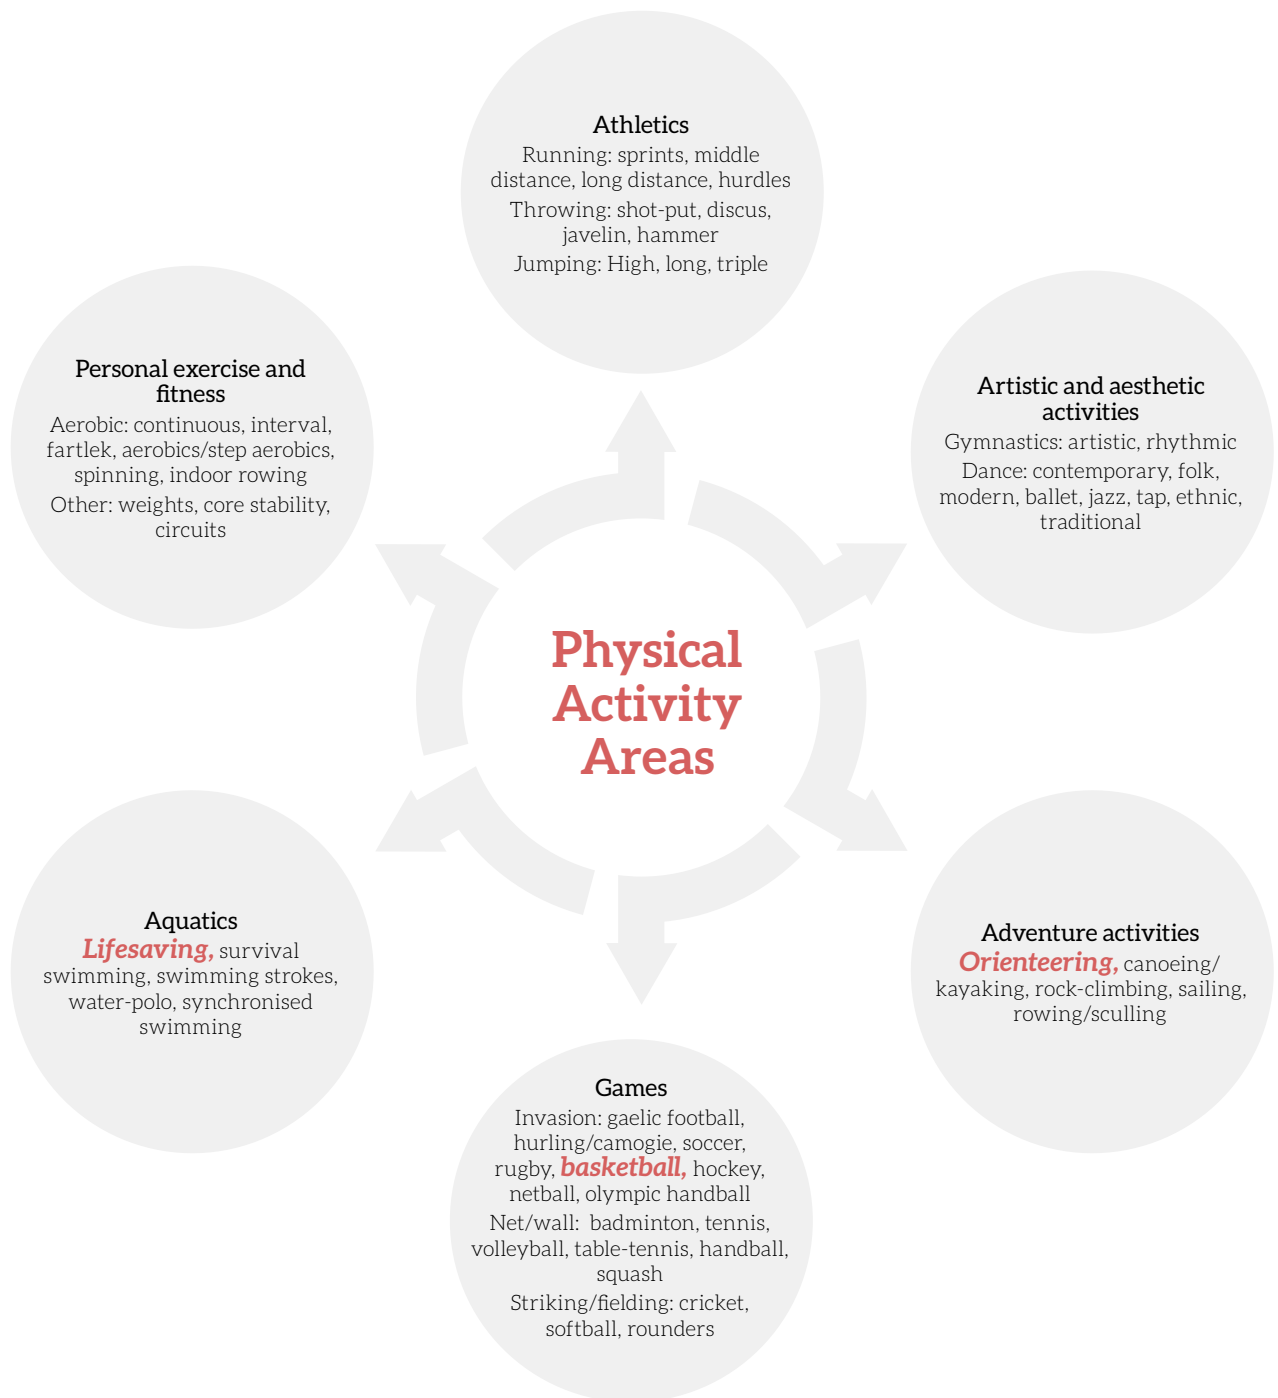 Athletics
Running: sprints, middle
distance, long distance, hurdles
Throwing: shot-put, discus,
javelin, hammer
Jumping: High, long, triple
Personal exercise and
fitness
Aerobic: continuous, interval,
fartlek, aerobics/step aerobics,
spinning, indoor rowing
Other: weights, core stability,
circuits
Artistic and aesthetic
activities
Gymnastics: artistic, rhythmic
Dance: contemporary, folk,
modern, ballet, jazz, tap, ethnic,
traditional
Physical
Activity
Areas
Aquatics
Lifesaving, survival
swimming, swimming strokes,
water-polo, synchronised
swimming
Adventure activities
Orienteering, canoeing/
kayaking, rock-climbing, sailing,
rowing/sculling
Games
Invasion: gaelic football,
hurling/camogie, soccer,
rugby, basketball, hockey,
netball, olympic handball
Net/wall: badminton, tennis,
volleyball, table-tennis, handball,
squash
Striking/fielding: cricket,
softball, rounders